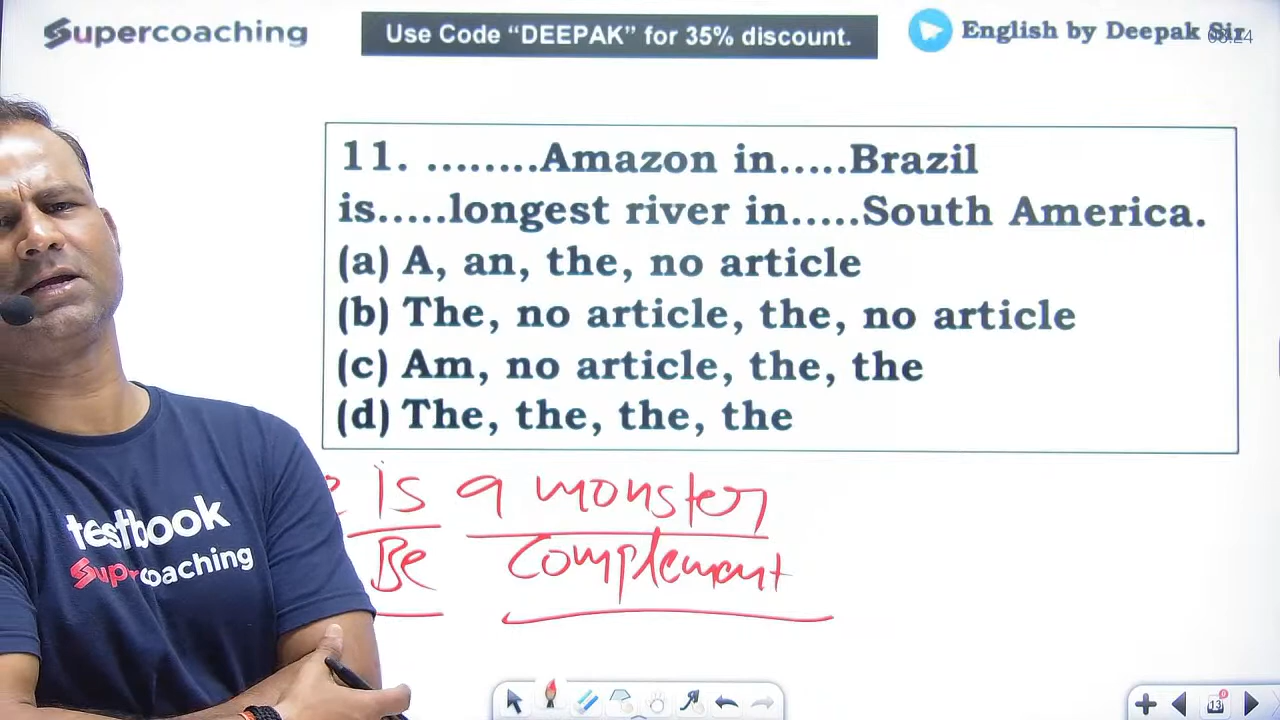 Supercoaching
Use Code “DEEPAK” for 35% discount.
English by Deepak Sir
11. ........Amazon in.....Brazil
is.....longest river in.....South America.
(a) A, an, the, no article
(b) The, no article, the, no article
(c) Am, no article, the, the
(d) The, the, the, the
is a monster
Be complement
testbook
Supercoaching
13